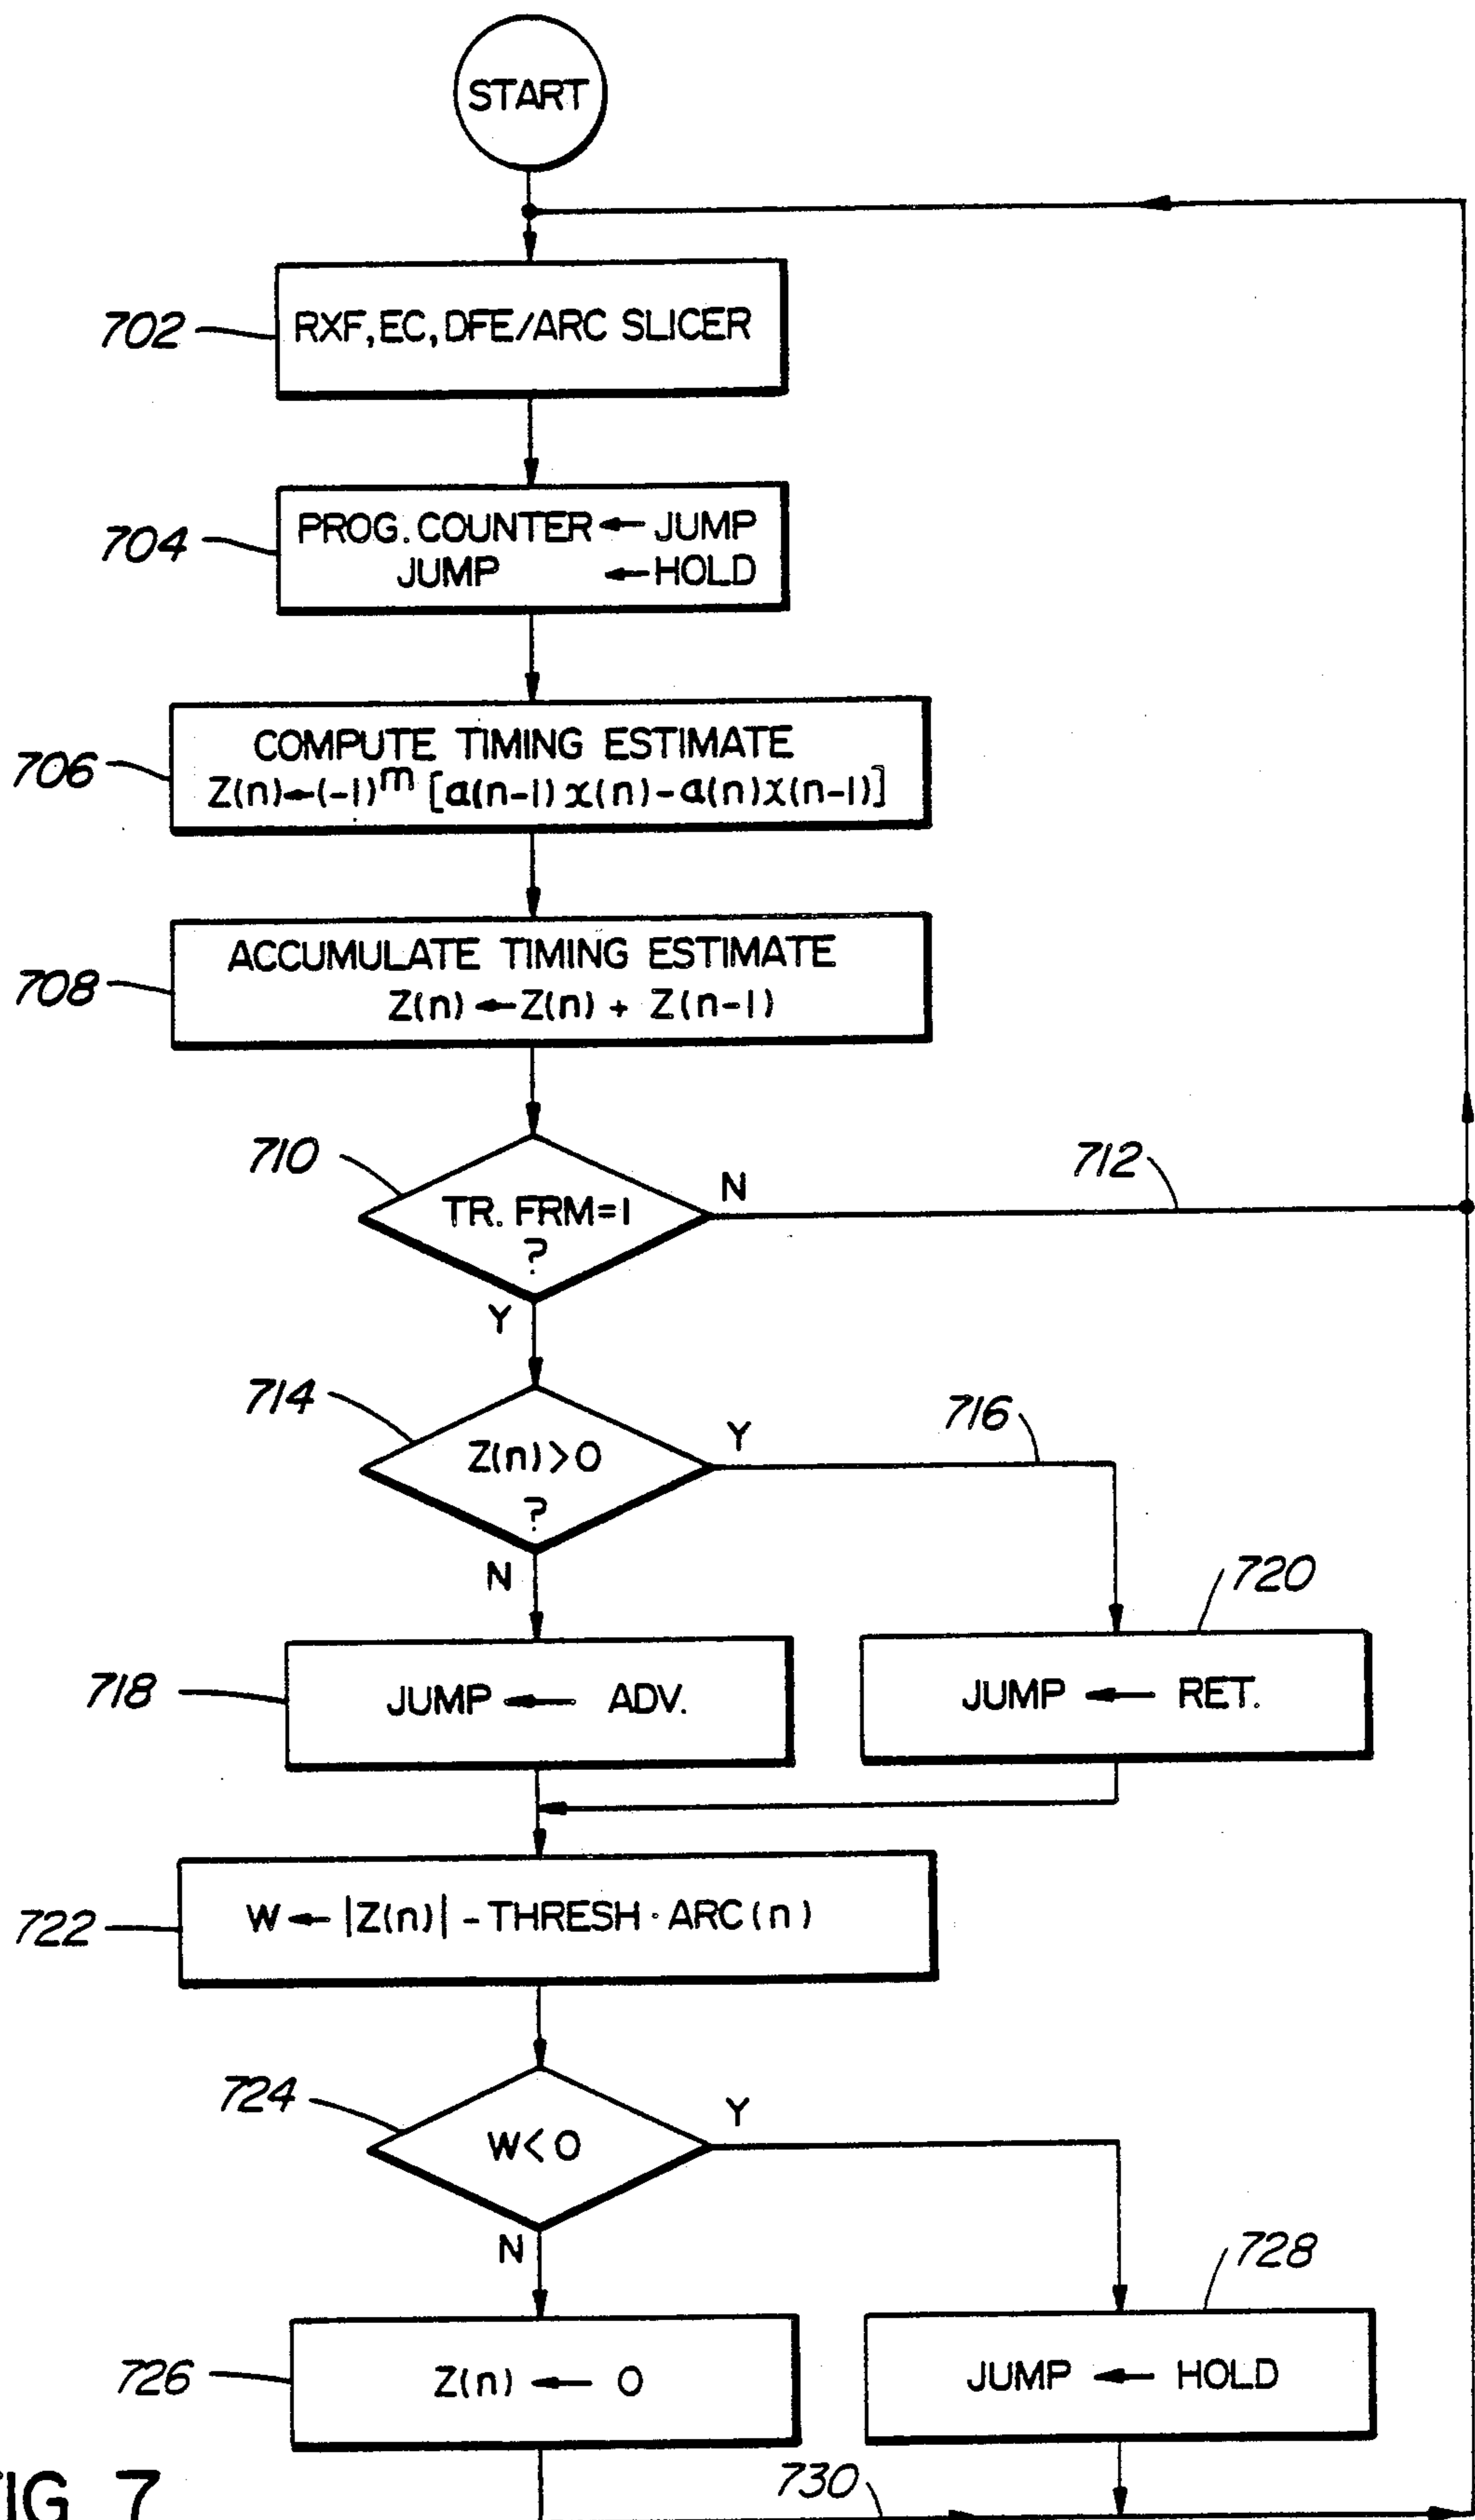 START
702
RXF, EC, DFE/ARC SLICER
704
PROG. COUNTER ← JUMP
JUMP ← HOLD
706
COMPUTE TIMING ESTIMATE
Z(n)←(-1)^m [a(n-1) x(n)-a(n)x(n-1)]
708
ACCUMULATE TIMING ESTIMATE
Z(n) ← Z(n) + Z(n-1)
710
TR. FRM=1
?
N
712
Y
714
Z(n)>0
?
Y
716
N
720
718
JUMP ← ADV.
JUMP ← RET.
722
W ← |Z(n)| - THRESH · ARC(n)
724
W<0
Y
N
728
726
Z(n) ← 0
JUMP ← HOLD
730
FIG 7